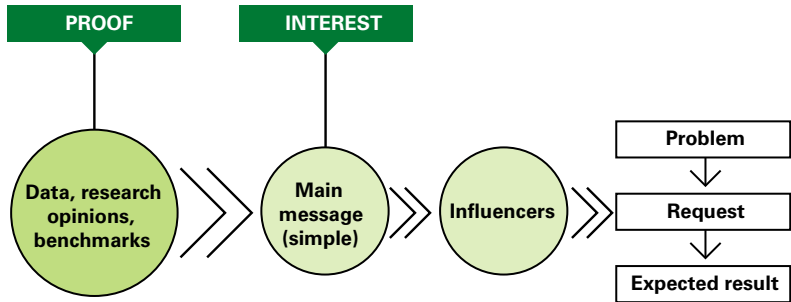 PROOF
INTEREST
Data, research
opinions,
benchmarks
Main
message
(simple)
Influencers
Problem
Request
Expected result